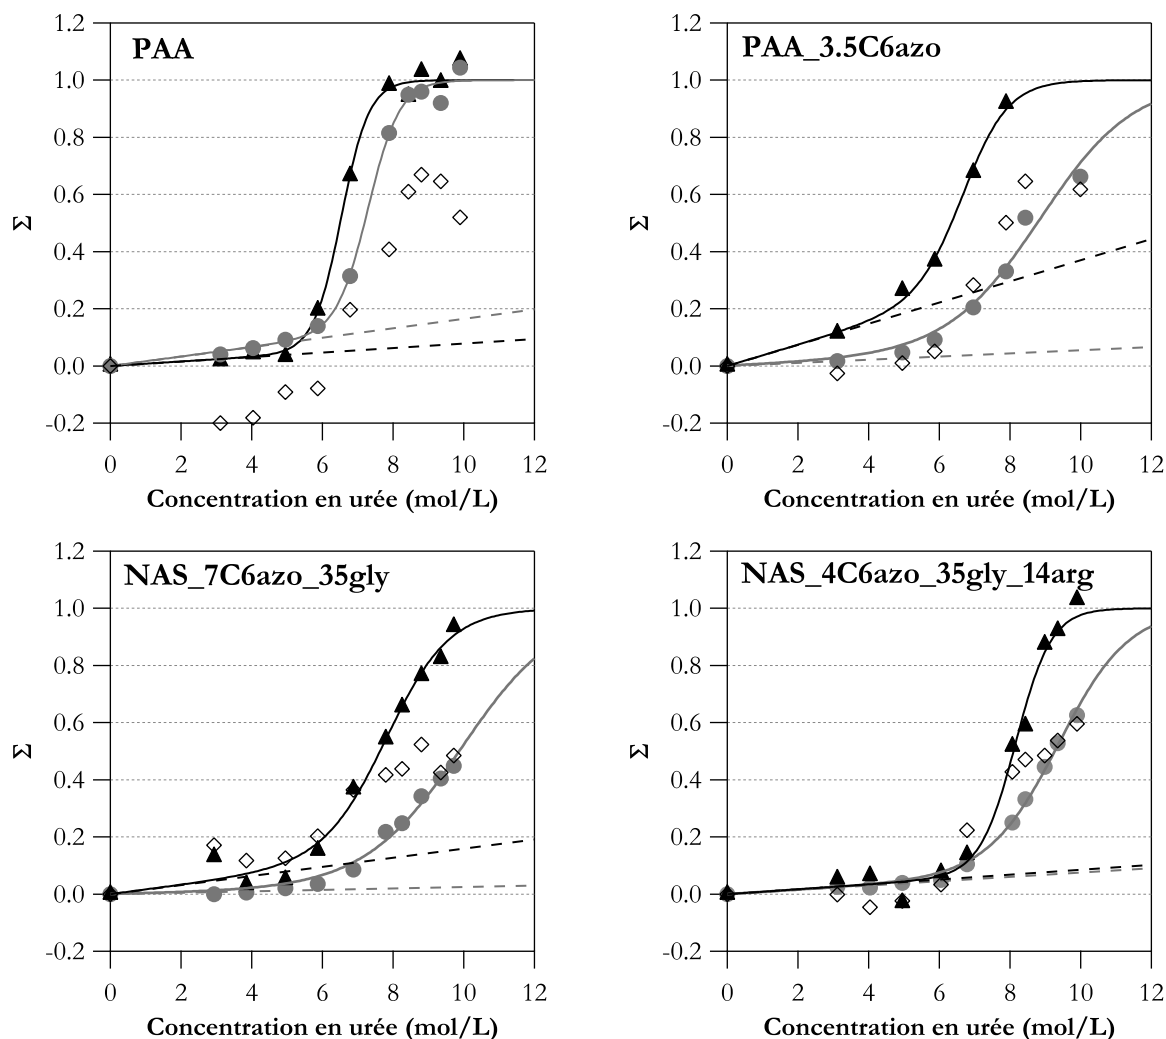 PAA
1.2
1.0
0.8
0.6
0.4
0.2
0.0
-0.2
Σ
0 2 4 6 8 10 12
Concentration en urée (mol/L)
PAA_3.5C6azo
1.2
1.0
0.8
0.6
0.4
0.2
0.0
-0.2
Σ
0 2 4 6 8 10 12
Concentration en urée (mol/L)
NAS_7C6azo_35gly
1.2
1.0
0.8
0.6
0.4
0.2
0.0
-0.2
Σ
0 2 4 6 8 10 12
Concentration en urée (mol/L)
NAS_4C6azo_35gly_14arg
1.2
1.0
0.8
0.6
0.4
0.2
0.0
-0.2
Σ
0 2 4 6 8 10 12
Concentration en urée (mol/L)